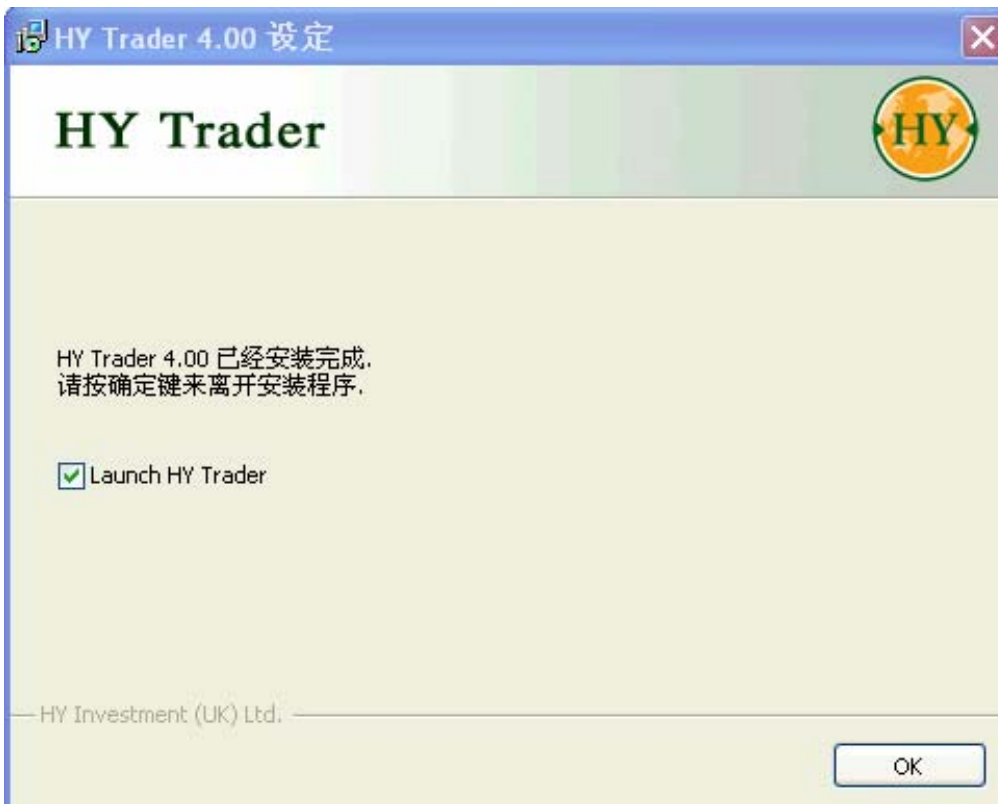 HY Trader 4.00 设定
HY Trader
HY
HY Trader 4.00 已经安装完成.
请按确定键来离开安装程序.
Launch HY Trader
HY Investment (UK) Ltd.
OK